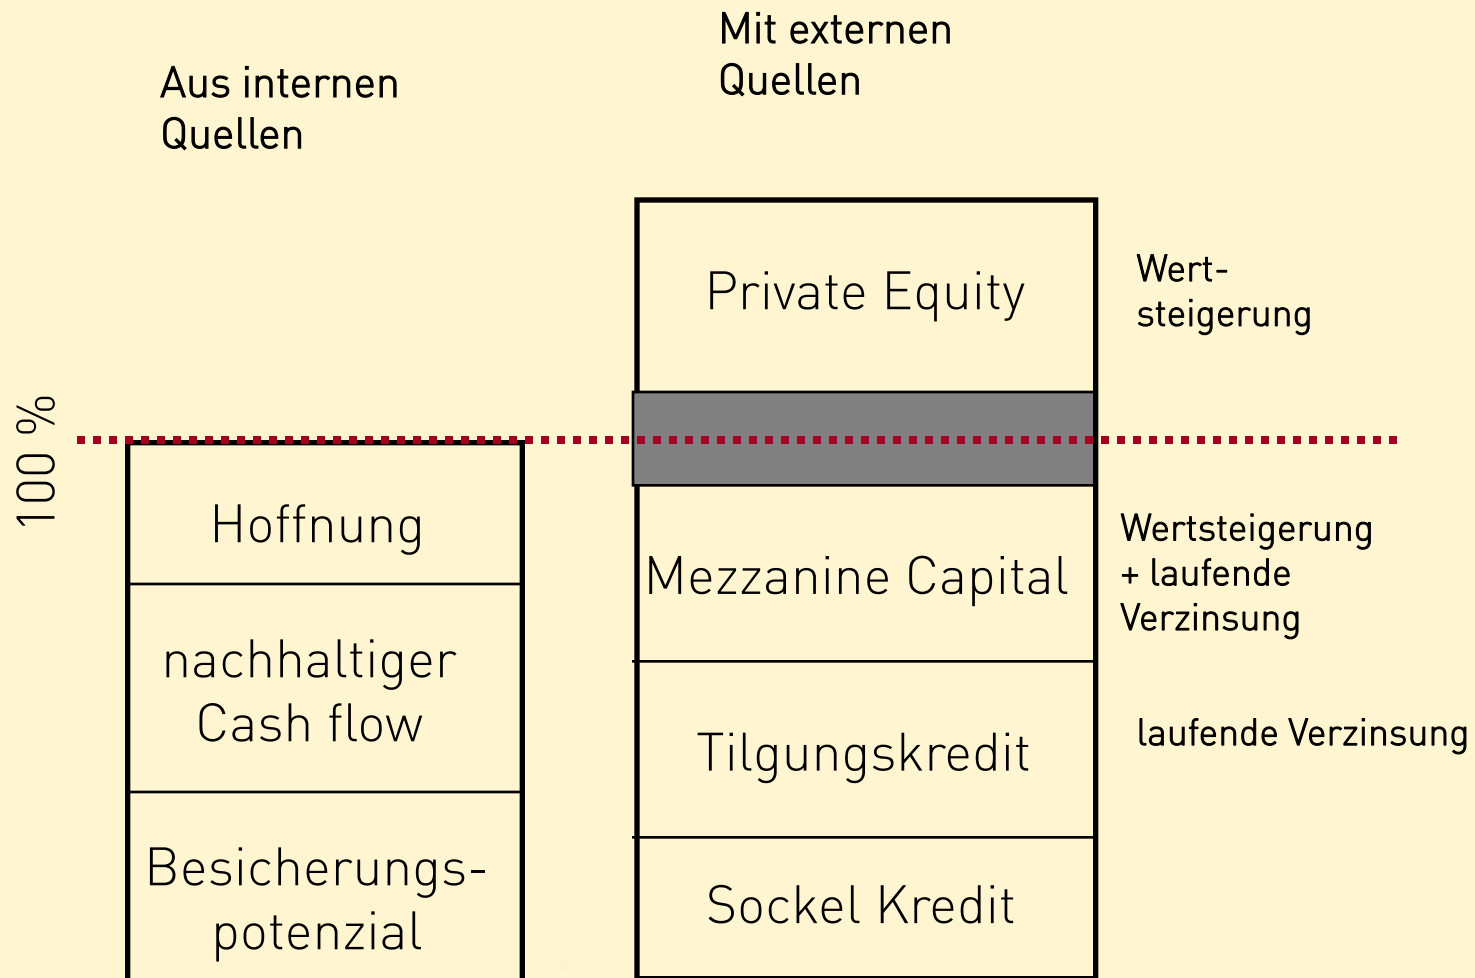 Aus internen
Quellen
Mit externen
Quellen
100 %
Hoffnung
nachhaltiger
Cash flow
Besicherungs-
potenzial
Private Equity
Mezzanine Capital
Tilgungskredit
Sockel Kredit
Wert-
steigerung
Wertsteigerung
+ laufende
Verzinsung
laufende Verzinsung